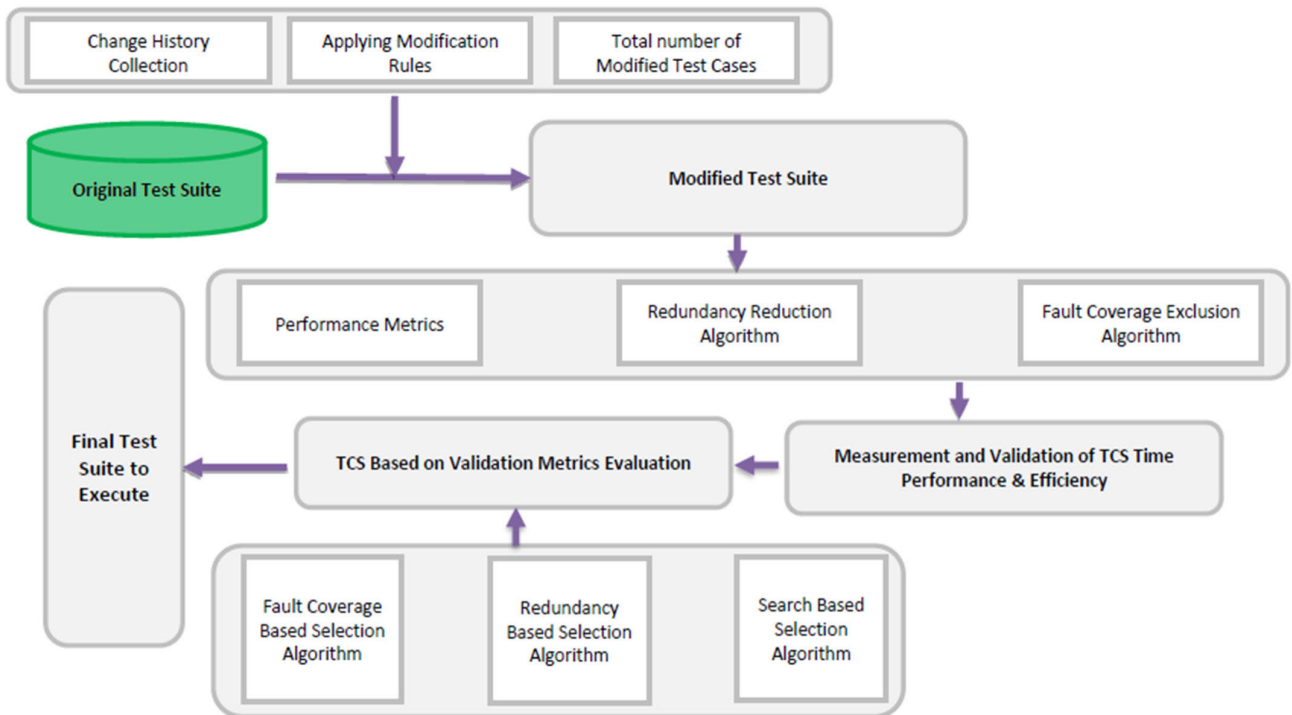 Change History
Collection
Applying Modification
Rules
Total number of
Modified Test Cases
Original Test Suite
Modified Test Suite
Performance Metrics
Redundancy Reduction
Algorithm
Fault Coverage Exclusion
Algorithm
Final Test
Suite to
Execute
TCS Based on Validation Metrics Evaluation
Measurement and Validation of TCS Time
Performance & Efficiency
Fault Coverage
Based Selection
Algorithm
Redundancy
Based Selection
Algorithm
Search Based
Selection
Algorithm